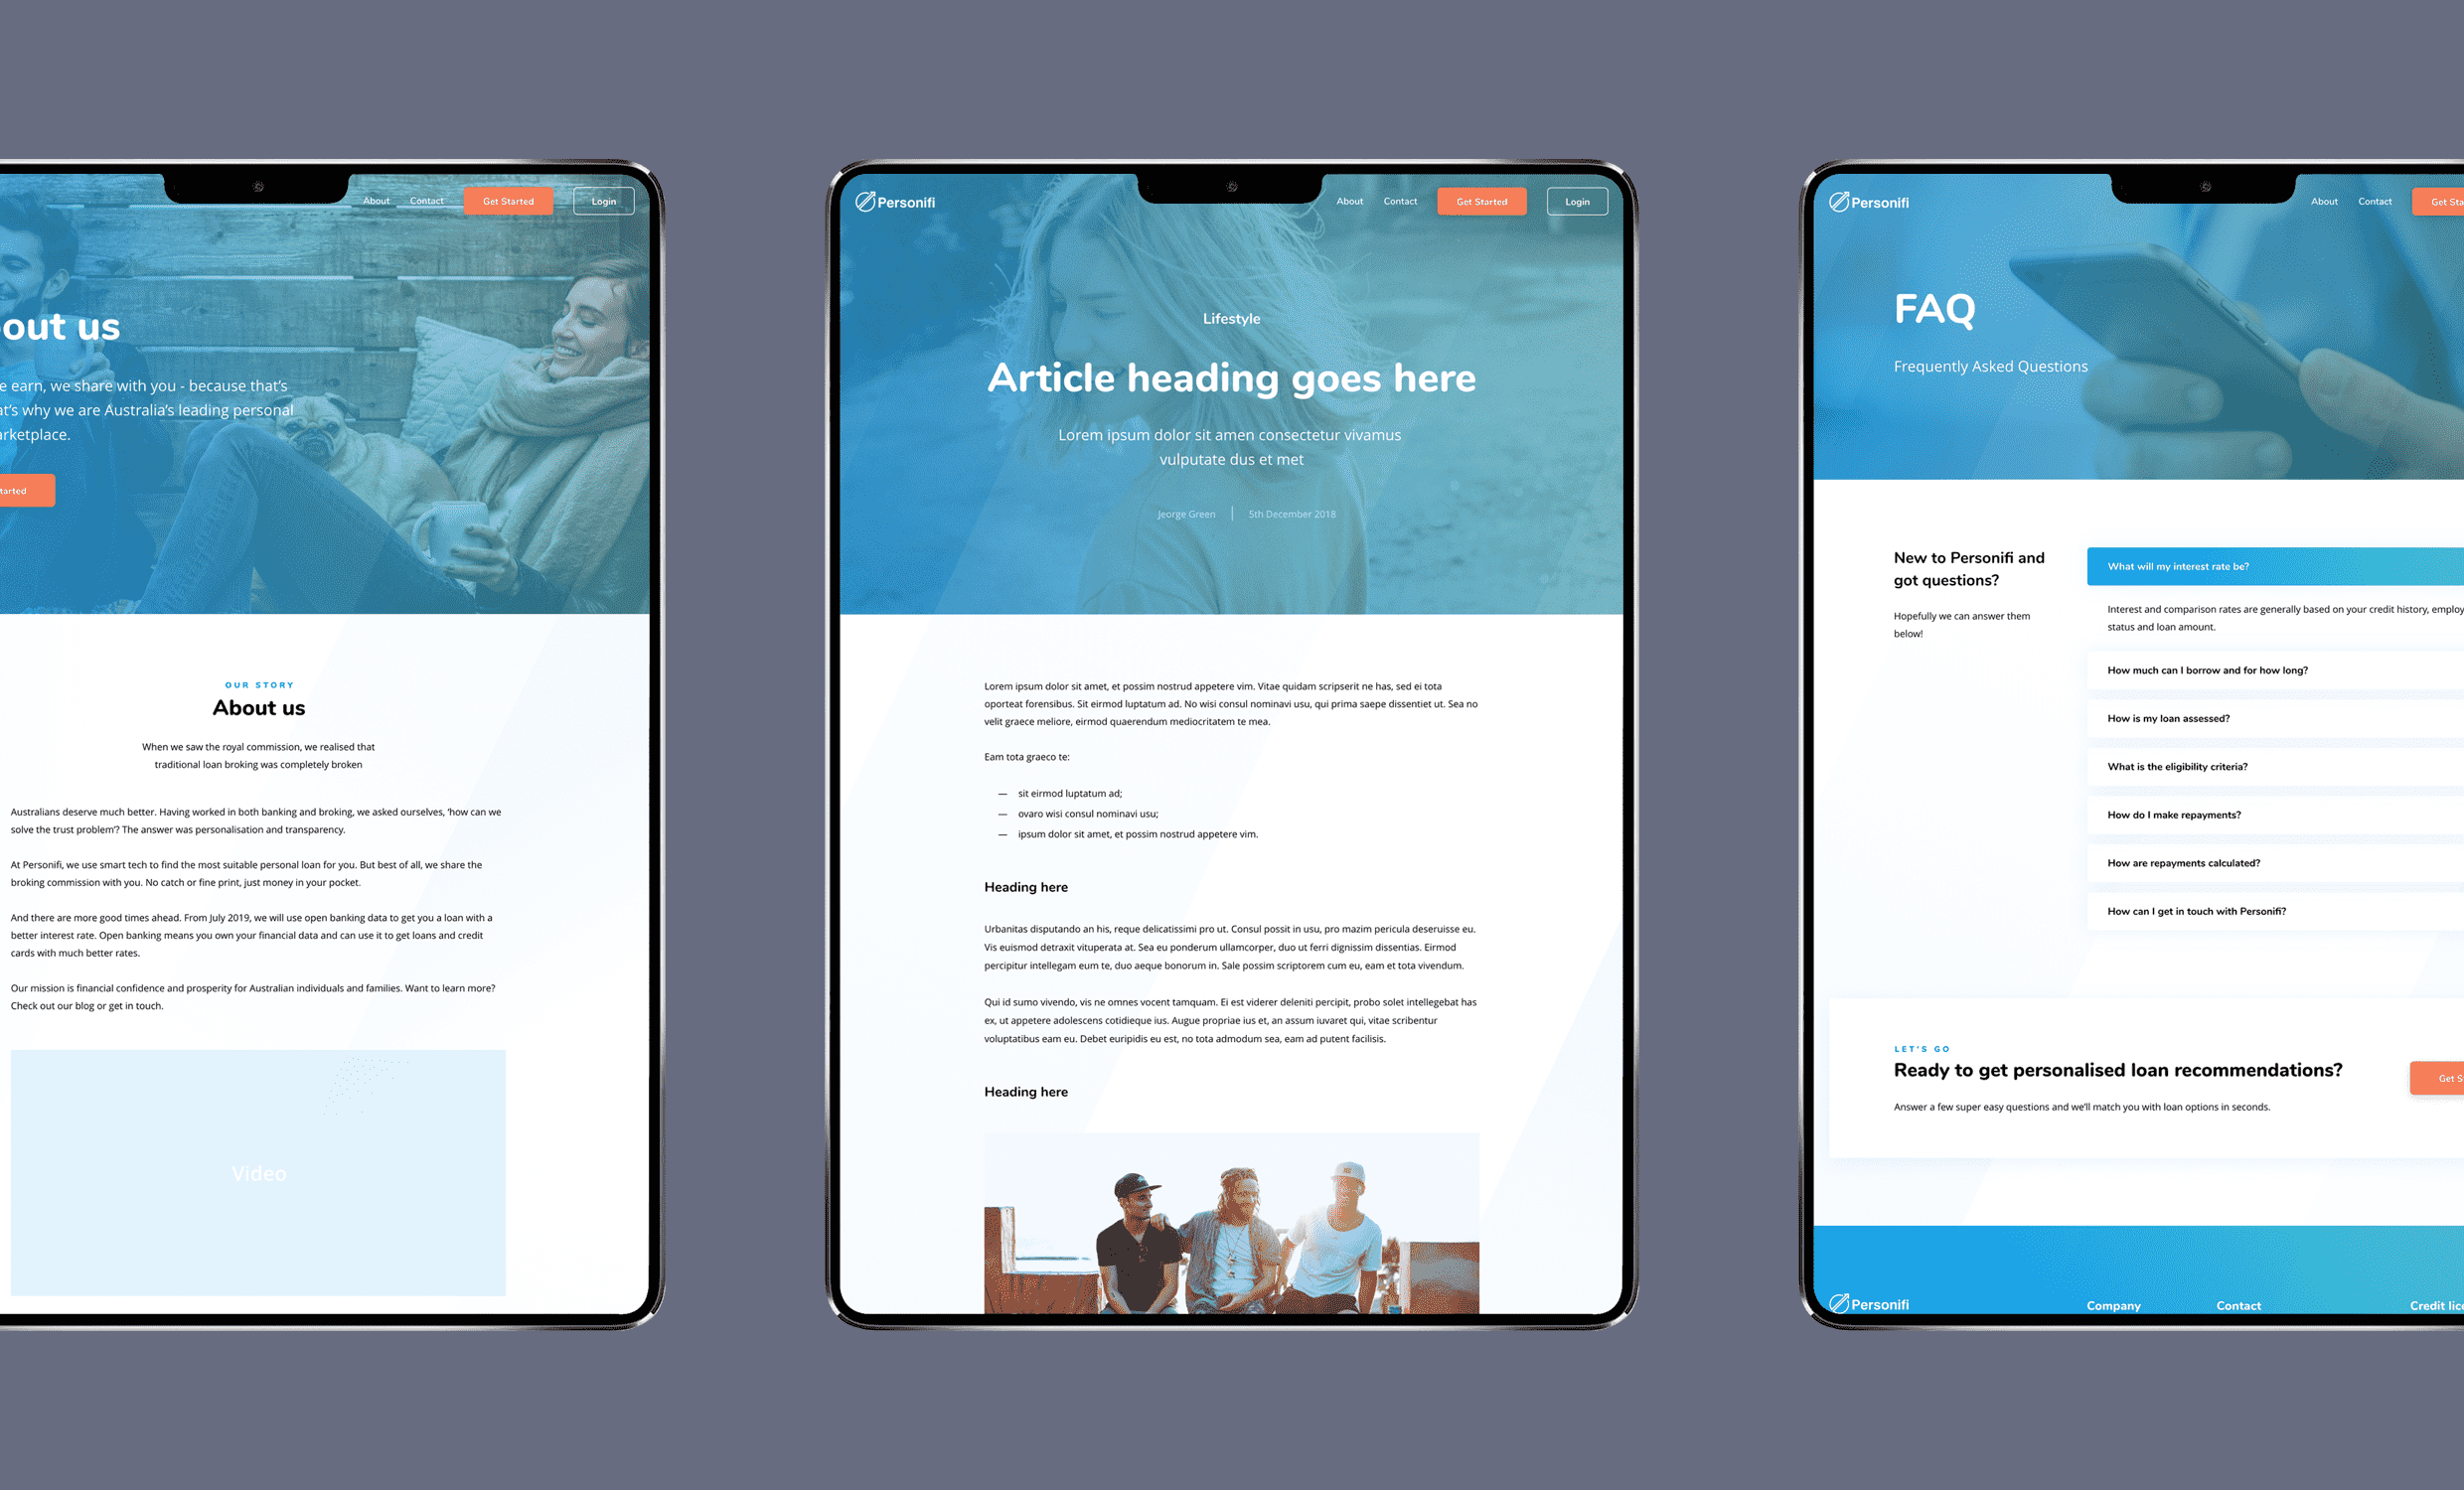 About Contact Get Started Login
out us
e earn, we share with you - because that's
at's why we are Australia's leading personal
arketplace.
tarted
OUR STORY
About us
When we saw the royal commission, we realised that
traditional loan broking was completely broken
Australians deserve much better. Having worked in both banking and broking, we asked ourselves, 'how can we
solve the trust problem'? The answer was personalisation and transparency.
At Personifi, we use smart tech to find the most suitable personal loan for you. But best of all, we share the
broking commission with you. No catch or fine print, just money in your pocket.
And there are more good times ahead. From July 2019, we will use open banking data to get you a loan with a
better interest rate. Open banking means you own your financial data and can use it to get loans and credit
cards with much better rates.
Our mission is financial confidence and prosperity for Australian individuals and families. Want to learn more?
Check out our blog or get in touch.
Video
Personifi About Contact Get Started Login
Lifestyle
Article heading goes here
Lorem ipsum dolor sit amen consectetur vivamus
vulputate dus et met
Jeorge Green | 5th December 2018
Lorem ipsum dolor sit amet, et possim nostrud appetere vim. Vitae quidam scripserit ne has, sed ei tota
oporteat forensibus. Sit eirmod luptatum ad. No wisi consul nominavi usu, qui prima saepe dissentiet ut. Sea no
velit graece meliore, eirmod quaerendum mediocritatem te mea.
Eam tota graeco te:
— sit eirmod luptatum ad;
— ovaro wisi consul nominavi usu;
— ipsum dolor sit amet, et possim nostrud appetere vim.
Heading here
Urbanitas disputando an his, reque delicatissimi pro ut. Consul possit in usu, pro mazim pericula deseruisse eu.
Vis euismod detraxit vituperata at. Sea eu ponderum ullamcorper, duo ut ferri dignissim dissentias. Eirmod
percipitur intellegam eum te, duo aeque bonorum in. Sale possim scriptorem cum eu, eam et tota vivendum.
Qui id sumo vivendo, vis ne omnes vocent tamquam. Ei est viderer deleniti percipit, probo solet intellegebat has
ex, ut appetere adolescens cotidieque ius. Augue propriae ius et, an assum iuvaret qui, vitae scribentur
voluptatibus eam eu. Debet euripidis eu est, no tota admodum sea, eam ad putent facilisis.
Heading here
Personifi About Contact Get Sta
FAQ
Frequently Asked Questions
New to Personifi and
got questions?
Hopefully we can answer them
below!
What will my interest rate be?
Interest and comparison rates are generally based on your credit history, employ
status and loan amount.
How much can I borrow and for how long?
How is my loan assessed?
What is the eligibility criteria?
How do I make repayments?
How are repayments calculated?
How can I get in touch with Personifi?
LET'S GO
Ready to get personalised loan recommendations?
Answer a few super easy questions and we'll match you with loan options in seconds.
Get S
Personifi Company Contact Credit lic